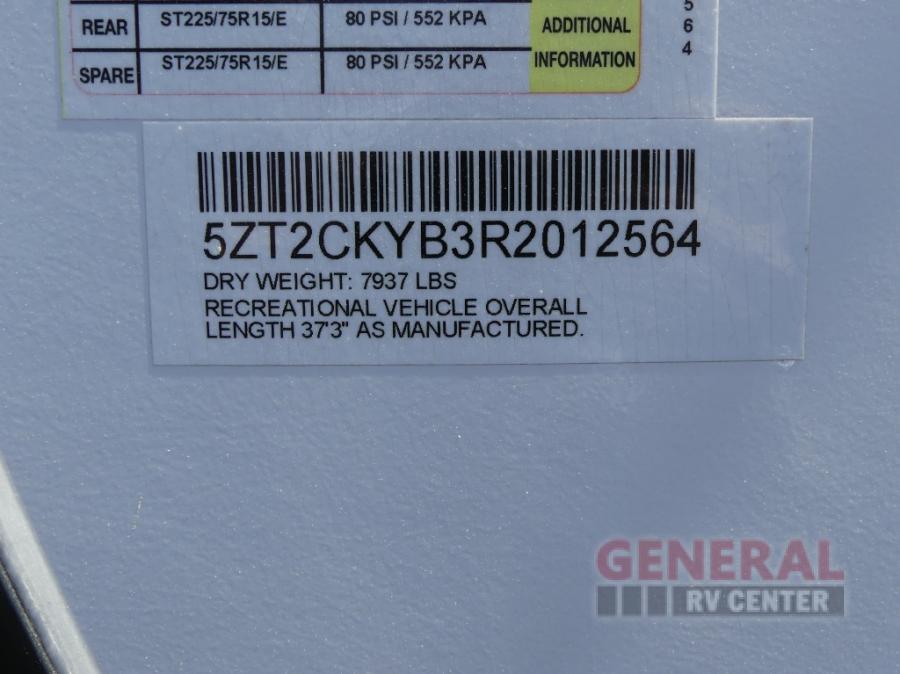 REAR ST225/75R15/E 80 PSI / 552 KPA
SPARE ST225/75R15/E 80 PSI / 552 KPA
ADDITIONAL
INFORMATION
5
6
4
5ZT2CKYB3R2012564
DRY WEIGHT: 7937 LBS
RECREATIONAL VEHICLE OVERALL
LENGTH 37'3" AS MANUFACTURED.
GENERAL
RV CENTER